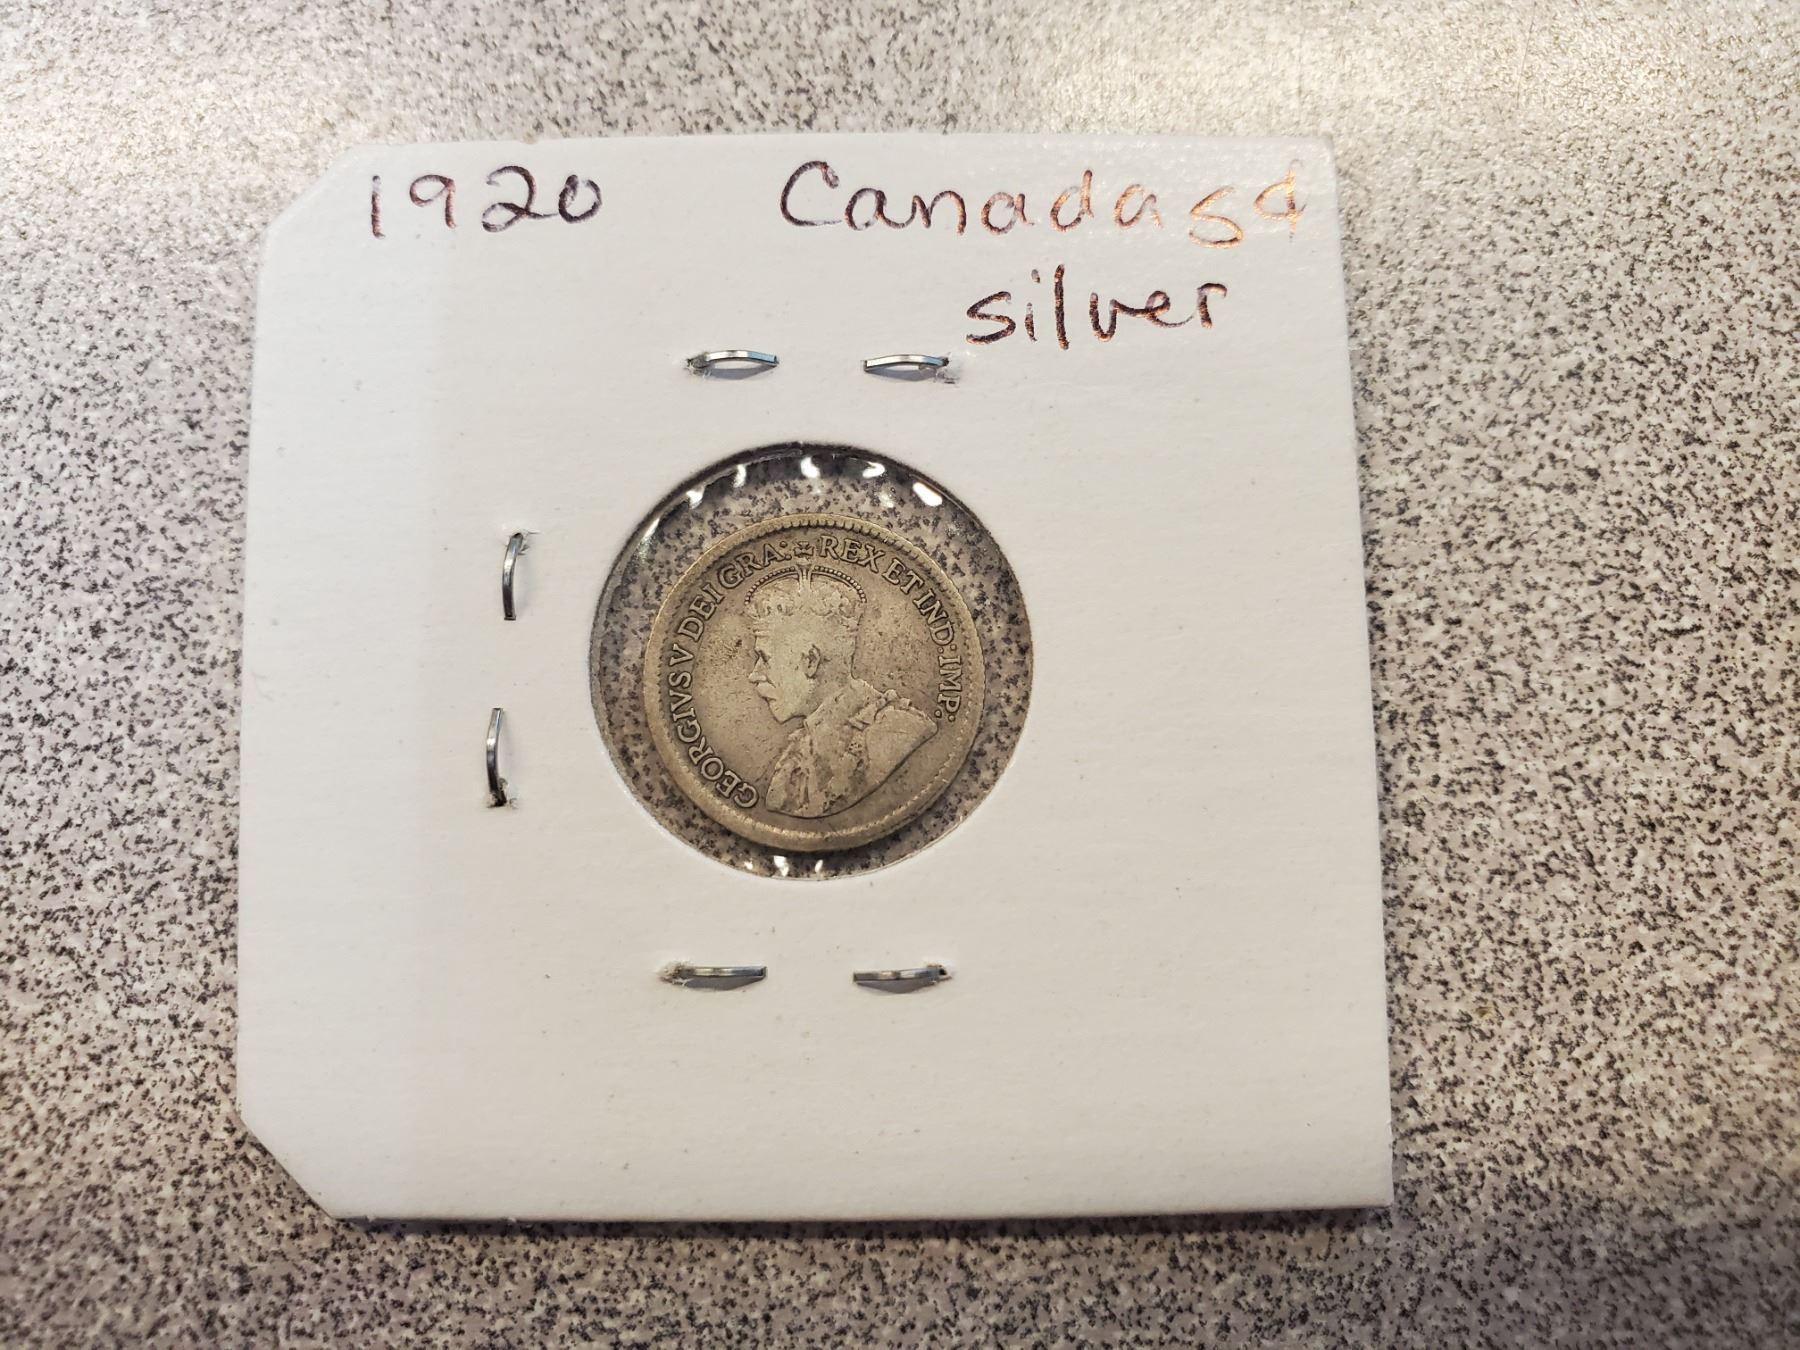 1920 Canada 5¢
silver
GEORGIVS V DEI GRA: REX ET IND: IMP: